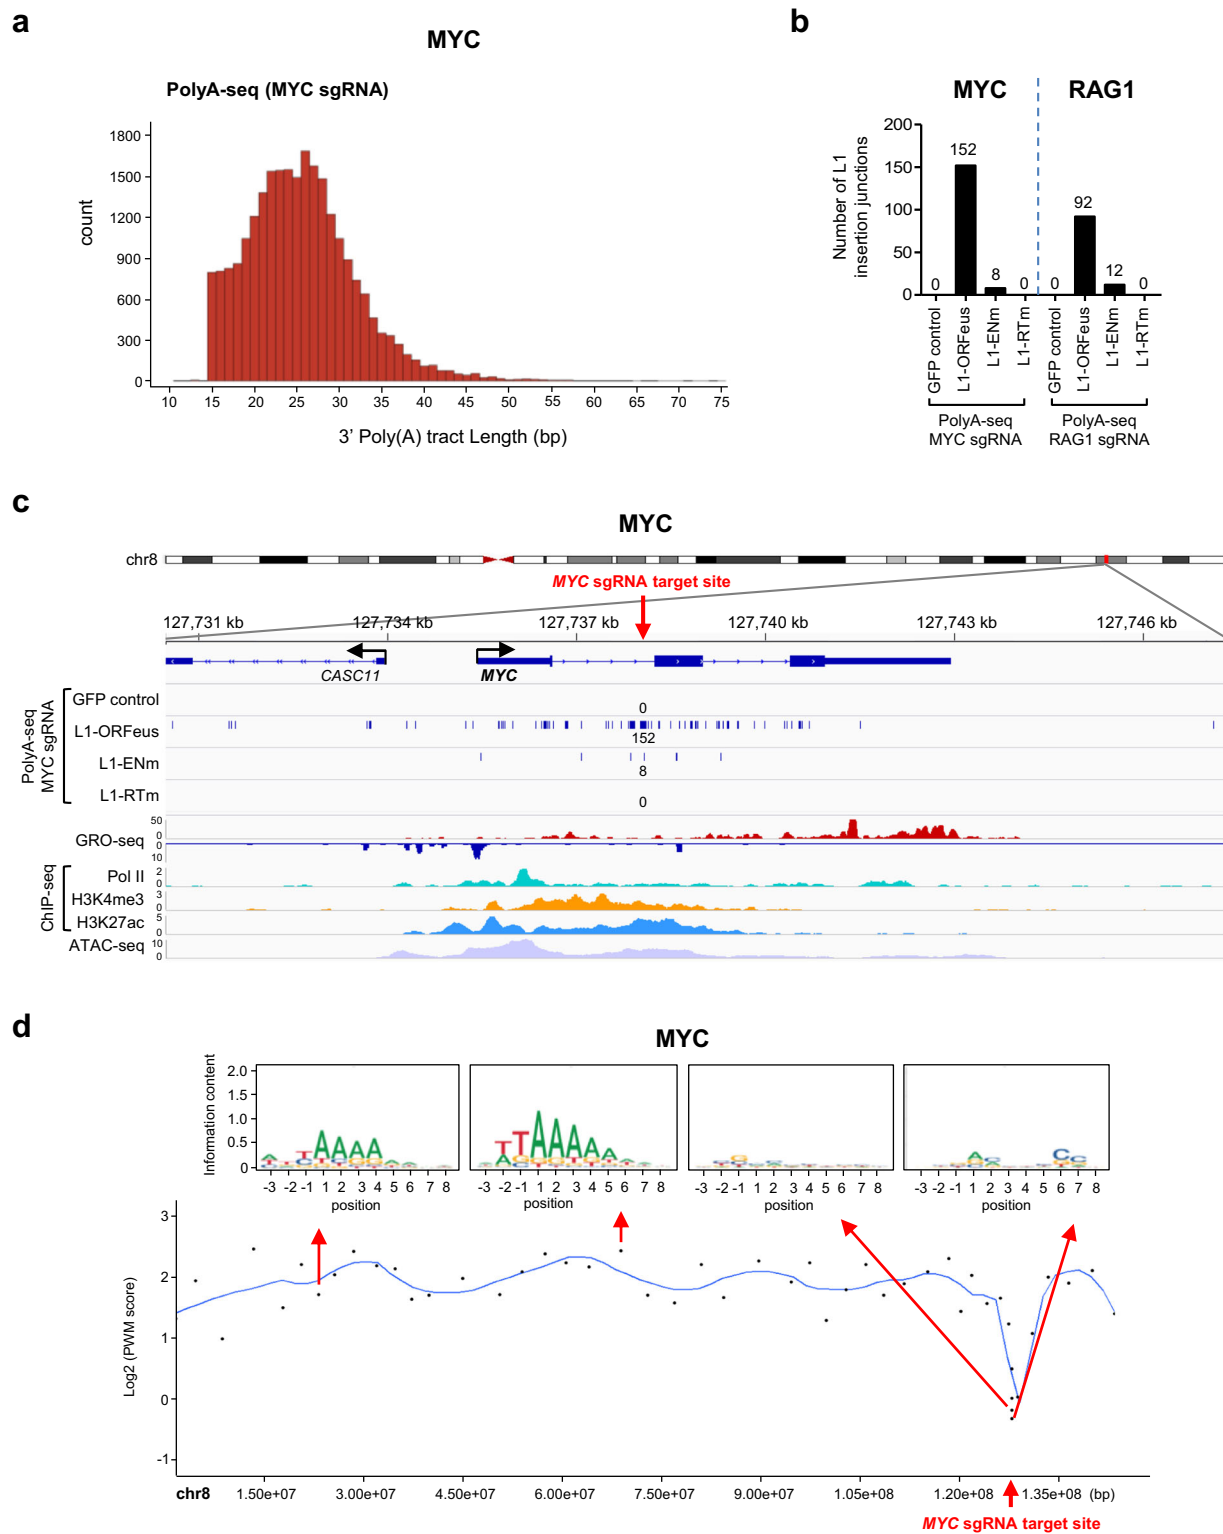 a
MYC
PolyA-seq (MYC sgRNA)
count
1800
1500
1200
900
600
300
0
10 15 20 25 30 35 40 45 50 55 60 65 70 75
3' Poly(A) tract Length (bp)
b
MYC RAG1
Number of L1
insertion junctions
200
150
100
50
0
0 152 8 0 0 92 12 0
GFP control
L1-ORFeus
L1-ENm
L1-RTm
GFP control
L1-ORFeus
L1-ENm
L1-RTm
PolyA-seq
MYC sgRNA
PolyA-seq
RAG1 sgRNA
c
MYC
chr8
MYC sgRNA target site
127,731 kb 127,734 kb 127,737 kb 127,740 kb 127,743 kb 127,746 kb
CASC11 MYC
PolyA-seq
MYC sgRNA
GFP control
0
L1-ORFeus
152
L1-ENm
8
L1-RTm
0
GRO-seq
50
0
0
10
ChIP-seq
Pol II
2
0
H3K4me3
3
0
H3K27ac
5
0
ATAC-seq
10
0
d
MYC
Information content
2.0
1.5
1.0
0.5
0
-3 -2 -1 1 2 3 4 5 6 7 8
position
-3 -2 -1 1 2 3 4 5 6 7 8
position
-3 -2 -1 1 2 3 4 5 6 7 8
position
-3 -2 -1 1 2 3 4 5 6 7 8
position
Log2 (PWM score)
3
2
1
0
-1
chr8 1.50e+07 3.00e+07 4.50e+07 6.00e+07 7.50e+07 9.00e+07 1.05e+08 1.20e+08 1.35e+08 (bp)
MYC sgRNA target site